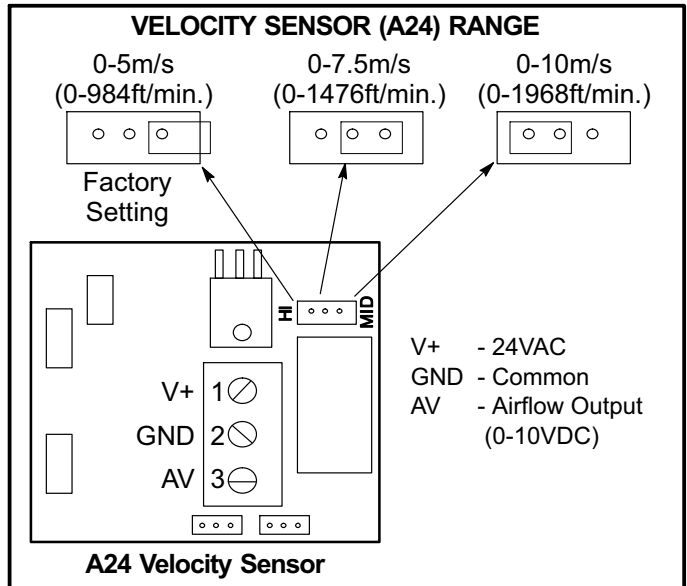 VELOCITY SENSOR (A24) RANGE
0-5m/s
(0-984ft/min.)
0-7.5m/s
(0-1476ft/min.)
0-10m/s
(0-1968ft/min.)
Factory
Setting
HI
MID
V+ 1
GND 2
AV 3
V+ - 24VAC
GND - Common
AV - Airflow Output
(0-10VDC)
A24 Velocity Sensor